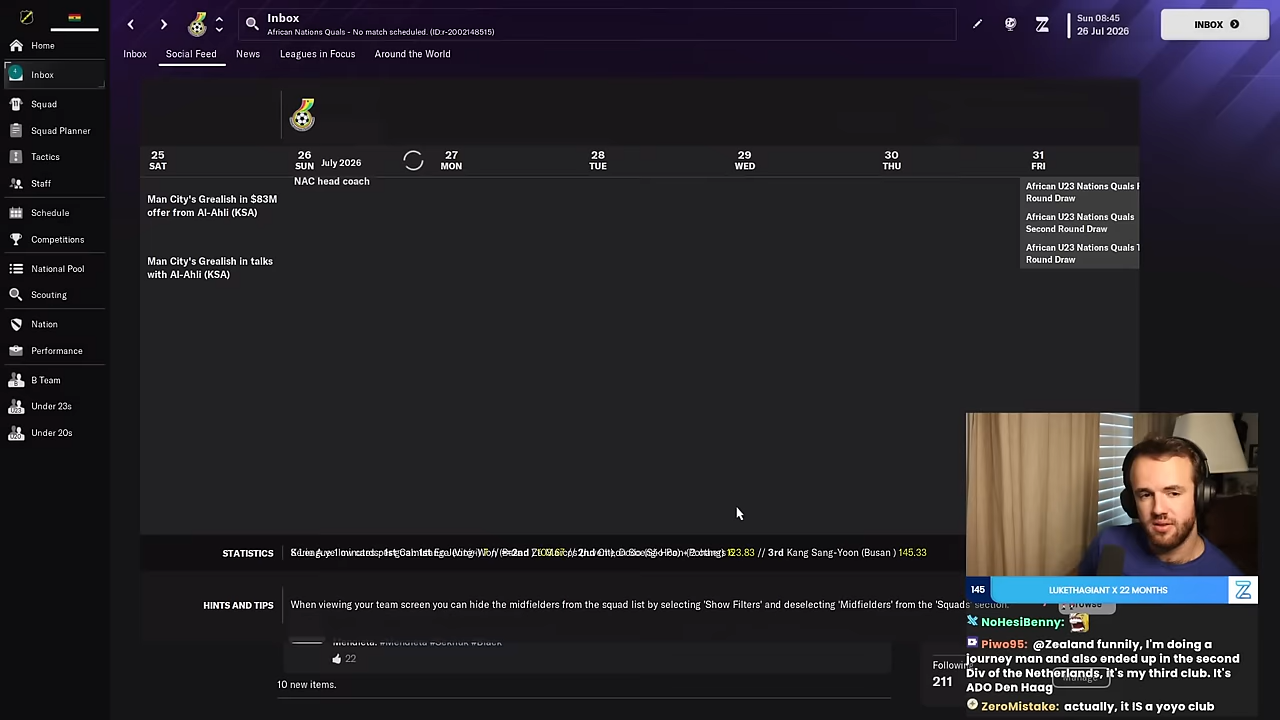 Inbox
African Nations Quals - No match scheduled. (ID:r-2002148515)
Sun 08:45
26 Jul 2026
INBOX
Inbox
Social Feed
News
Leagues in Focus
Around the World
Home
Inbox
Squad
Squad Planner
Tactics
Staff
Schedule
Competitions
National Pool
Scouting
Nation
Performance
B Team
Under 23s
Under 20s
25
SAT
26
SUN
July 2026
27
MON
28
TUE
29
WED
30
THU
31
FRI
NAC head coach
Man City's Grealish in $83M
offer from Al-Ahli (KSA)
Man City's Grealish in talks
with Al-Ahli (KSA)
African U23 Nations Quals
Round Draw
African U23 Nations Quals
Second Round Draw
African U23 Nations Quals
Round Draw
STATISTICS
123.83 // 3rd Kang Sang-Yoon (Busan ) 145.33
HINTS AND TIPS
When viewing your team screen you can hide the midfielders from the squad list by selecting 'Show Filters' and deselecting 'Midfielders' from the 'Squads' section.
22
10 new items.
Following
211
Manage
145
LUKETHAGIANT X 22 MONTHS
Z
NoHesiBenny:
Piwo95: @Zealand funnily, I'm doing a
journey man and also ended up in the second
Div of the Netherlands, it's my third club. It's
ADO Den Haag
ZeroMistake: actually, it IS a yoyo club